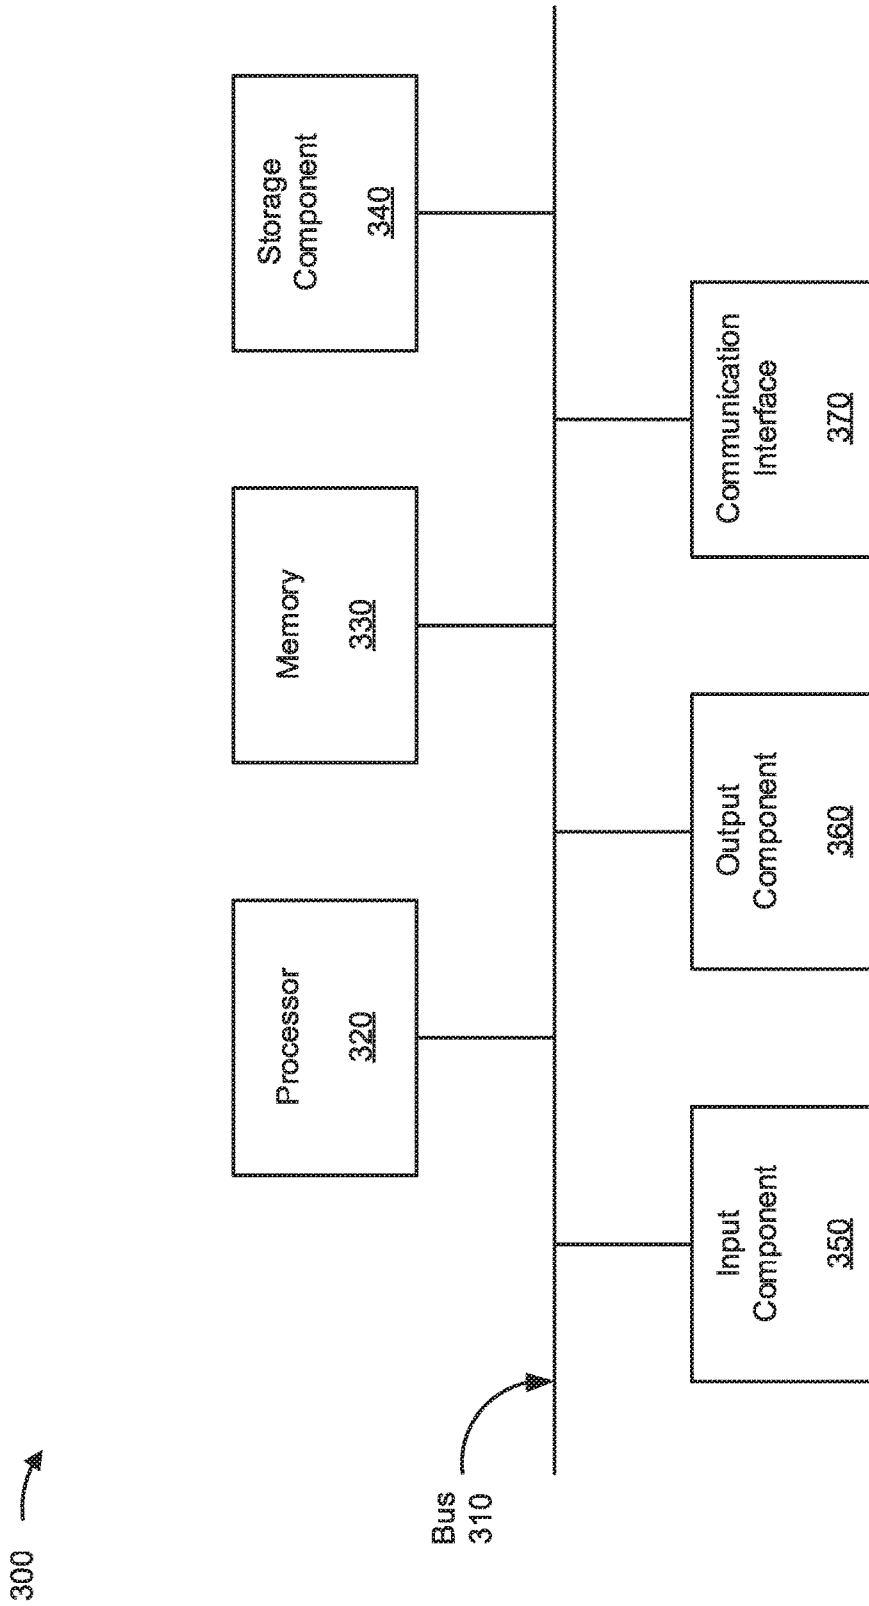 300
Processor
320
Memory
330
Storage
Component
340
Bus
310
Input
Component
350
Output
Component
360
Communication
Interface
370